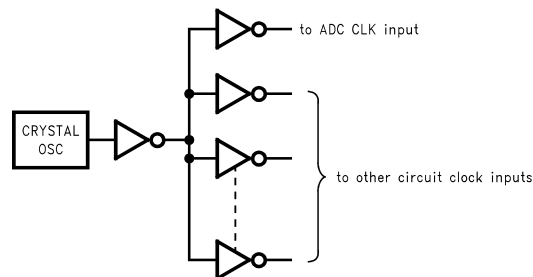 to ADC CLK input
CRYSTAL
OSC
to other circuit clock inputs